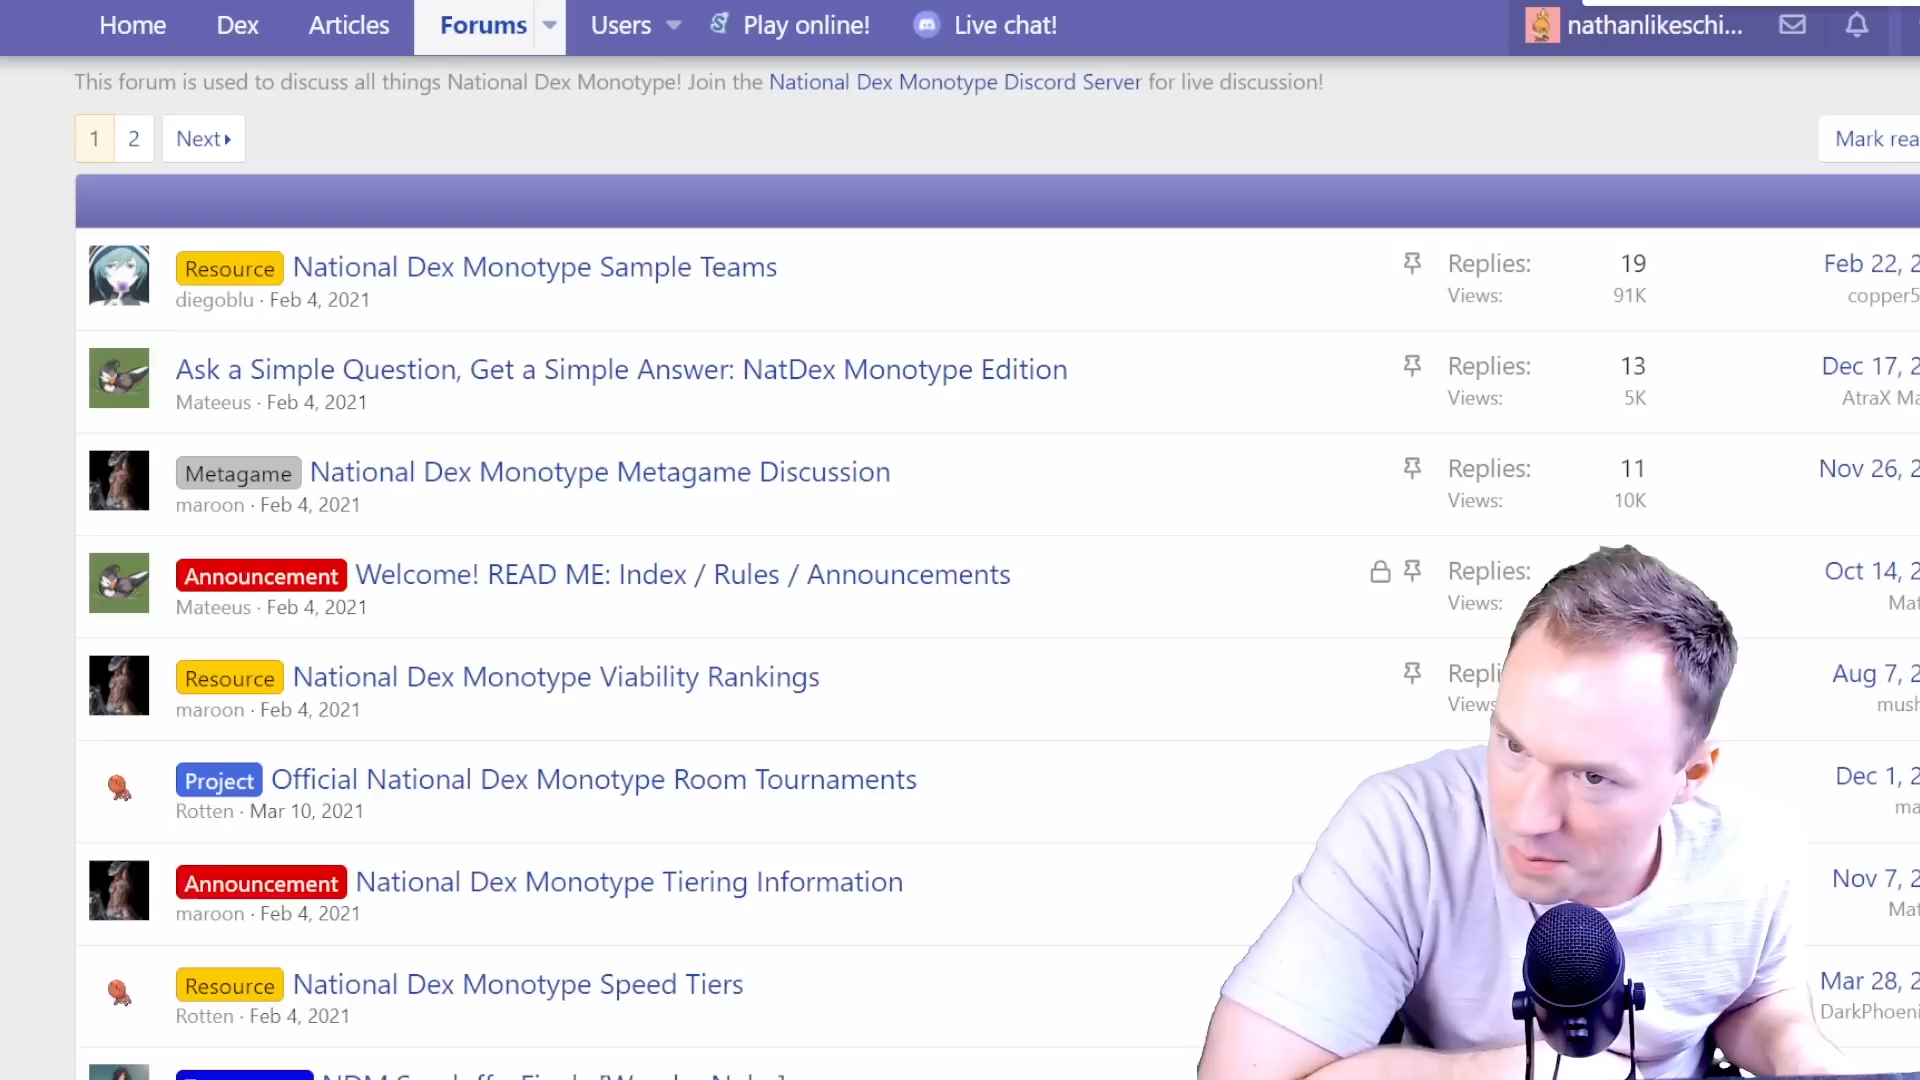 Home Dex Articles Forums Users Play online! Live chat! nathanlikeschi...
This forum is used to discuss all things National Dex Monotype! Join the National Dex Monotype Discord Server for live discussion!
1 2 Next Mark rea
Resource National Dex Monotype Sample Teams Replies: 19 Feb 22, 2
diegoblu · Feb 4, 2021 Views: 91K copper5
Ask a Simple Question, Get a Simple Answer: NatDex Monotype Edition Replies: 13 Dec 17, 2
Mateeus · Feb 4, 2021 Views: 5K AtraX Ma
Metagame National Dex Monotype Metagame Discussion Replies: 11 Nov 26, 2
maroon · Feb 4, 2021 Views: 10K
Announcement Welcome! READ ME: Index / Rules / Announcements Replies: Oct 14, 2
Mateeus · Feb 4, 2021 Views: Mat
Resource National Dex Monotype Viability Rankings Repli Aug 7, 2
maroon · Feb 4, 2021 Views mush
Project Official National Dex Monotype Room Tournaments Dec 1, 2
Rotten · Mar 10, 2021 ma
Announcement National Dex Monotype Tiering Information Nov 7, 2
maroon · Feb 4, 2021 Mat
Resource National Dex Monotype Speed Tiers Mar 28, 2
Rotten · Feb 4, 2021 DarkPhoeni